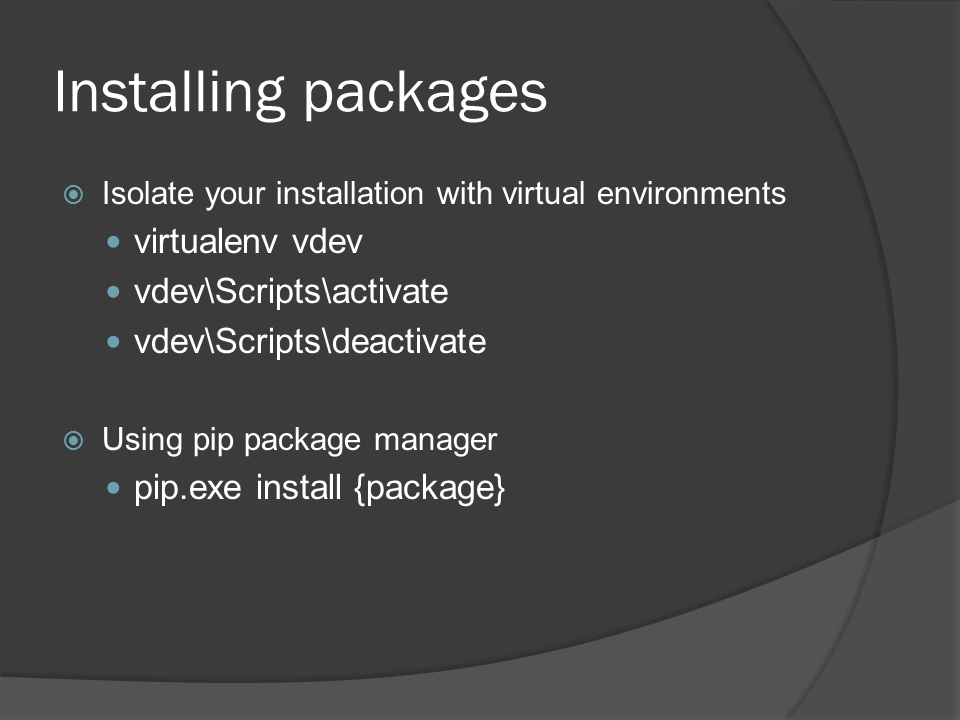 Installing packages
Isolate your installation with virtual environments
virtualenv vdev
vdev\Scripts\activate
vdev\Scripts\deactivate
Using pip package manager
pip.exe install {package}